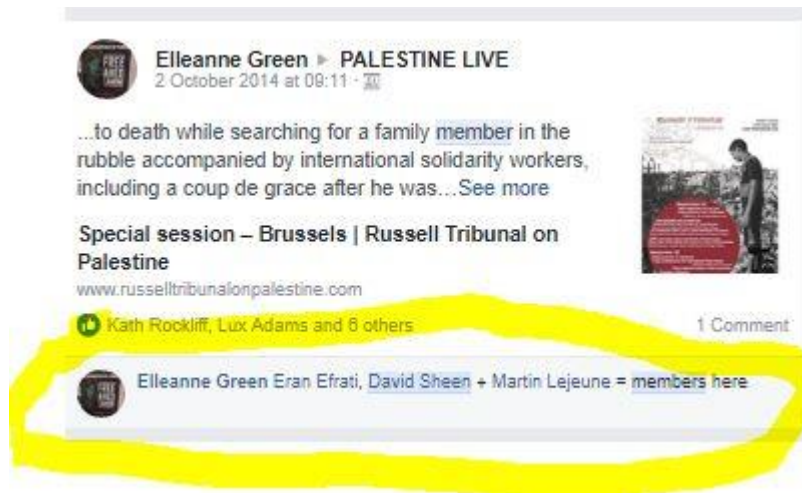 Elleanne Green ▸ PALESTINE LIVE
2 October 2014 at 09:11 ·
...to death while searching for a family member in the
rubble accompanied by international solidarity workers,
including a coup de grace after he was...See more
Special session – Brussels | Russell Tribunal on
Palestine
www.russelltribunalonpalestine.com
Kath Rockliff, Lux Adams and 6 others
1 Comment
Elleanne Green Eran Efrati, David Sheen + Martin Lejeune = members here